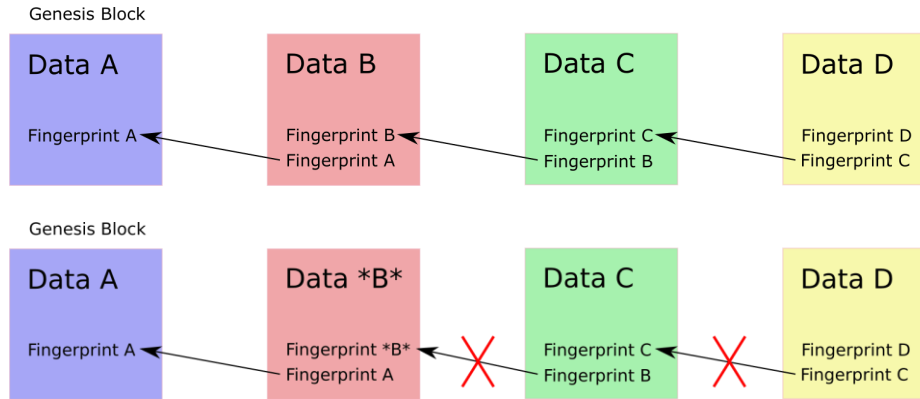 Genesis Block
Data A
Data B
Data C
Data D
Fingerprint A
Fingerprint B
Fingerprint C
Fingerprint D
Fingerprint A
Fingerprint B
Fingerprint C
Genesis Block
Data A
Data *B*
Data C
Data D
Fingerprint A
Fingerprint *B*
Fingerprint C
Fingerprint D
Fingerprint A
Fingerprint B
Fingerprint C